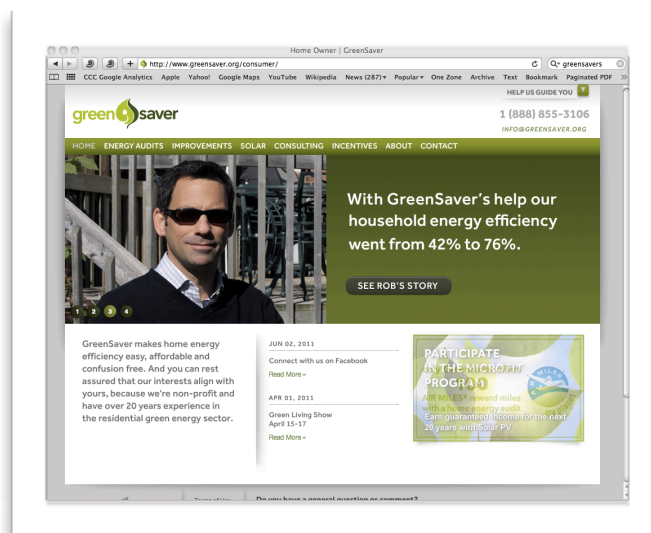 Home Owner | GreenSaver
http://www.greensaver.org/consumer/
greensavers
CCC Google Analytics Apple Yahoo! Google Maps YouTube Wikipedia News (287) Popular One Zone Archive Text Bookmark Paginated PDF
HELP US GUIDE YOU
green saver
1 (888) 855-3106
INFO@GREENSAVER.ORG
HOME ENERGY AUDITS IMPROVEMENTS SOLAR CONSULTING INCENTIVES ABOUT CONTACT
With GreenSaver's help our
household energy efficiency
went from 42% to 76%.
SEE ROB'S STORY
1 2 3 4
GreenSaver makes home energy
efficiency easy, affordable and
confusion free. And you can rest
assured that our interests align with
yours, because we're non-profit and
have over 20 years experience in
the residential green energy sector.
JUN 02, 2011
Connect with us on Facebook
Read More »
APR 01, 2011
Green Living Show
April 15-17
Read More »
PARTICIPATE
IN THE MICROFIT
PROGRAM
AIR MILES® reward miles
with a home energy audit
Earn guaranteed income for the next
20 years with Solar PV
Terms of Use
Do you have a general question or comment?